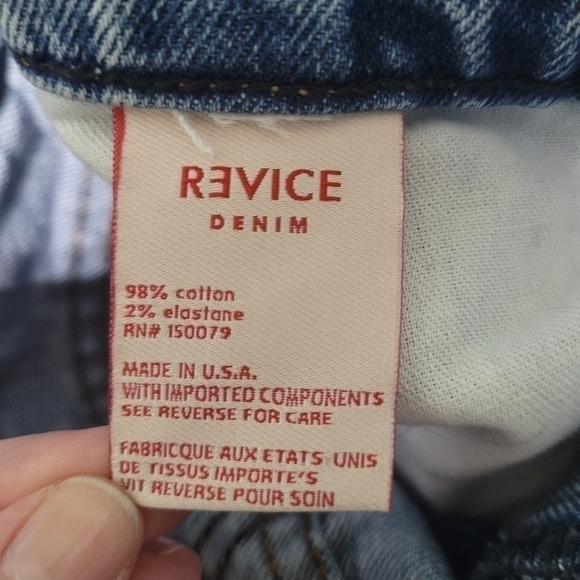 RƎVICE
DENIM
98% cotton
2% elastane
RN# 150079
MADE IN U.S.A.
WITH IMPORTED COMPONENTS
SEE REVERSE FOR CARE
FABRICQUE AUX ETATS UNIS
DE TISSUS IMPORTE'S
VIT REVERSE POUR SOIN